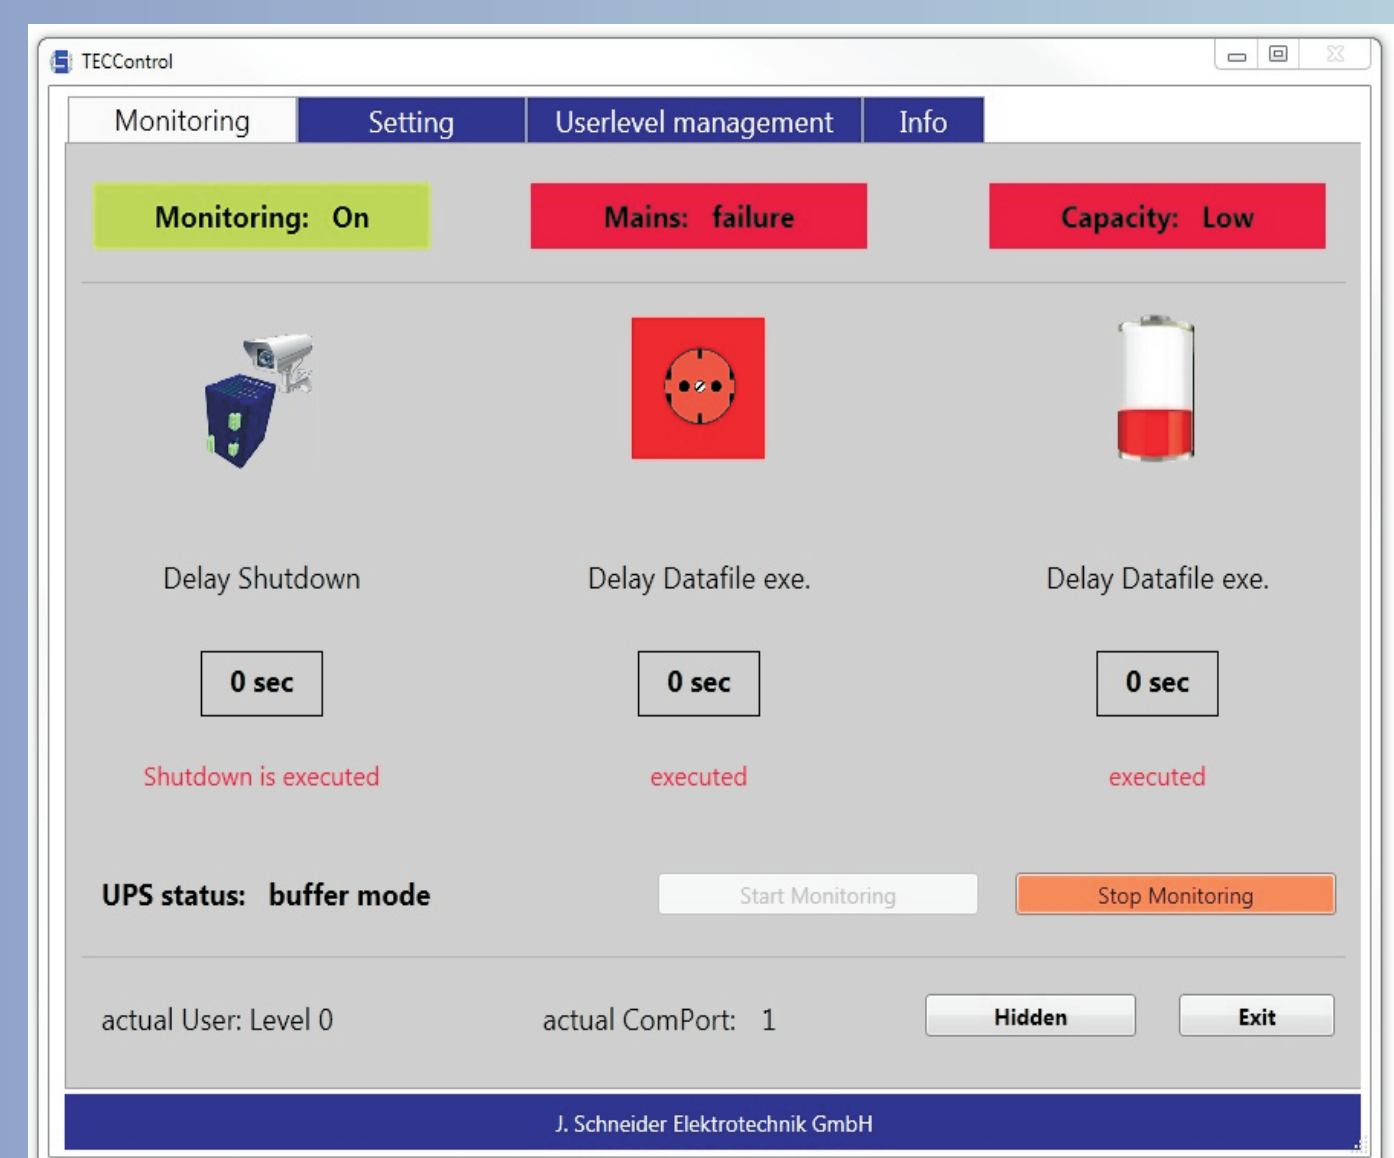 TECControl
Monitoring Setting Userlevel management Info
Monitoring: On Mains: failure Capacity: Low
Delay Shutdown Delay Datafile exe. Delay Datafile exe.
0 sec 0 sec 0 sec
Shutdown is executed executed executed
UPS status: buffer mode Start Monitoring Stop Monitoring
actual User: Level 0 actual ComPort: 1 Hidden Exit
J. Schneider Elektrotechnik GmbH